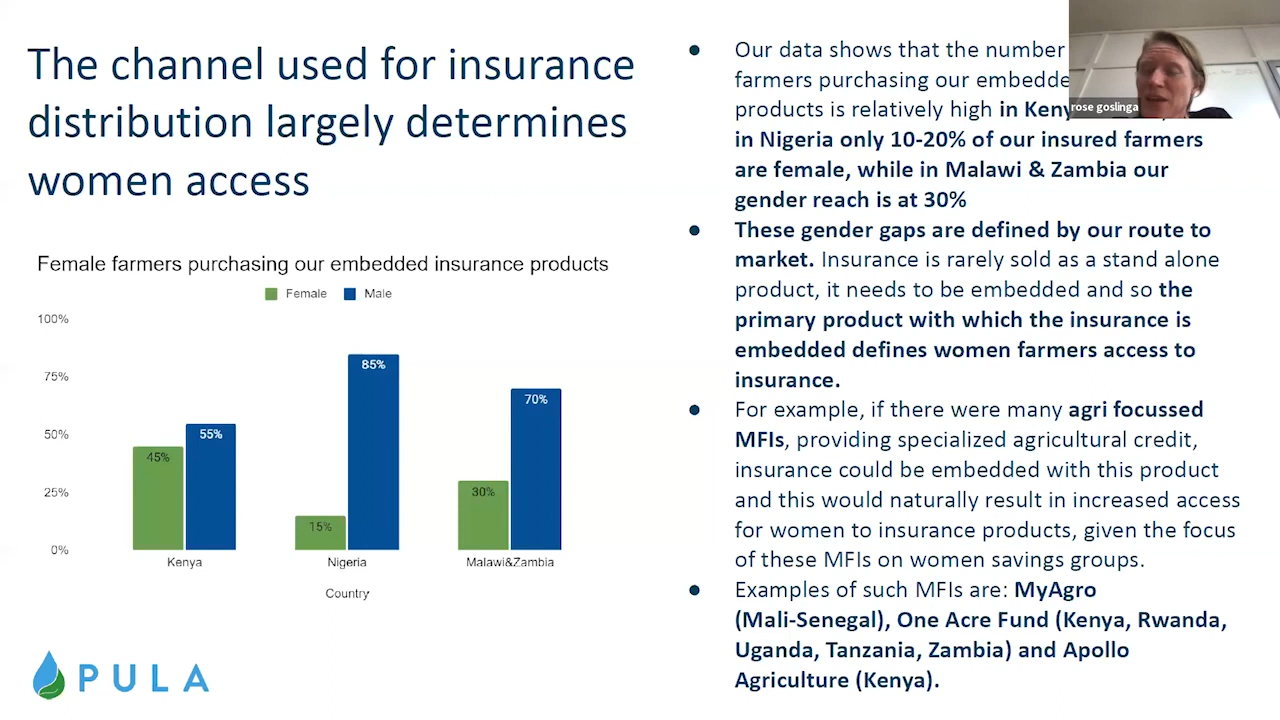 The channel used for insurance
distribution largely determines
women access
Female farmers purchasing our embedded insurance products
Female
Male
100%
75%
50%
25%
0%
45%
55%
15%
85%
30%
70%
Kenya
Nigeria
Malawi&Zambia
Country
PULA
Our data shows that the number
farmers purchasing our embedde
products is relatively high in Keny
in Nigeria only 10-20% of our insured farmers
are female, while in Malawi & Zambia our
gender reach is at 30%
These gender gaps are defined by our route to
market. Insurance is rarely sold as a stand alone
product, it needs to be embedded and so the
primary product with which the insurance is
embedded defines women farmers access to
insurance.
For example, if there were many agri focussed
MFIs, providing specialized agricultural credit,
insurance could be embedded with this product
and this would naturally result in increased access
for women to insurance products, given the focus
of these MFIs on women savings groups.
Examples of such MFIs are: MyAgro
(Mali-Senegal), One Acre Fund (Kenya, Rwanda,
Uganda, Tanzania, Zambia) and Apollo
Agriculture (Kenya).
rose goslinga